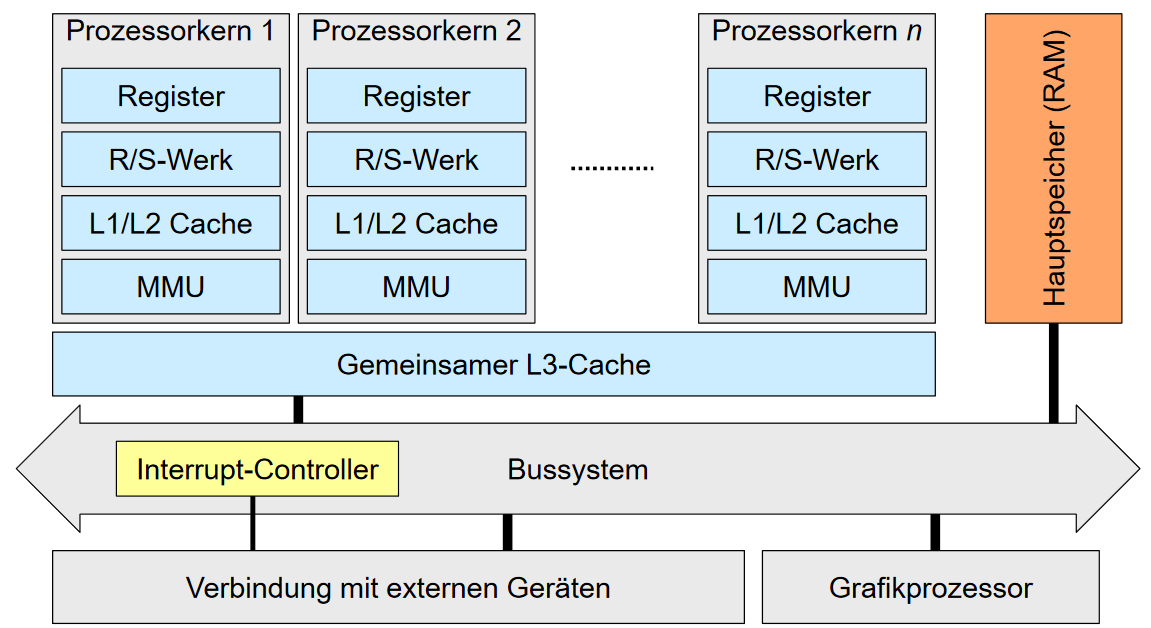 Prozessorkern 1
Register
R/S-Werk
L1/L2 Cache
MMU
Prozessorkern 2
Register
R/S-Werk
L1/L2 Cache
MMU
Prozessorkern n
Register
R/S-Werk
L1/L2 Cache
MMU
Hauptspeicher (RAM)
Gemeinsamer L3-Cache
Interrupt-Controller
Bussystem
Verbindung mit externen Geräten
Grafikprozessor